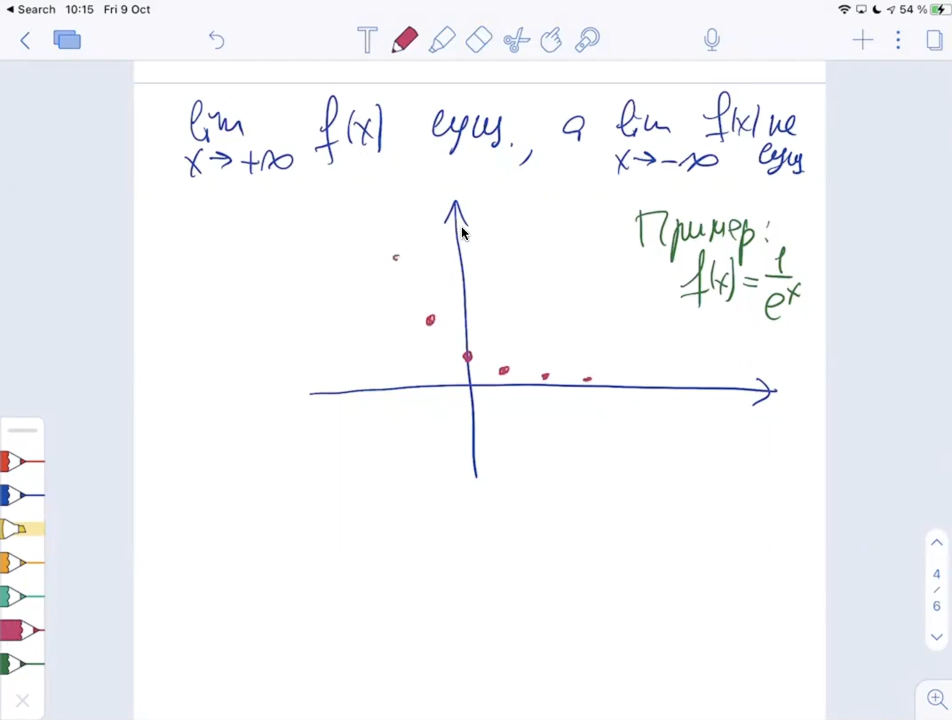 Search 10:15 Fri 9 Oct 54 %
lim f(x) сущ., а lim f(x) не
x→+∞ x→-∞ сущ
Пример:
f(x) = 1/e^x
T
4
/
6